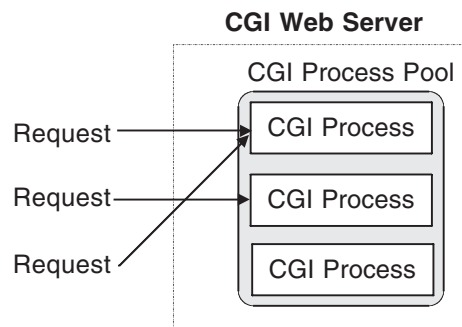 CGI Web Server
CGI Process Pool
Request
CGI Process
Request
CGI Process
Request
CGI Process